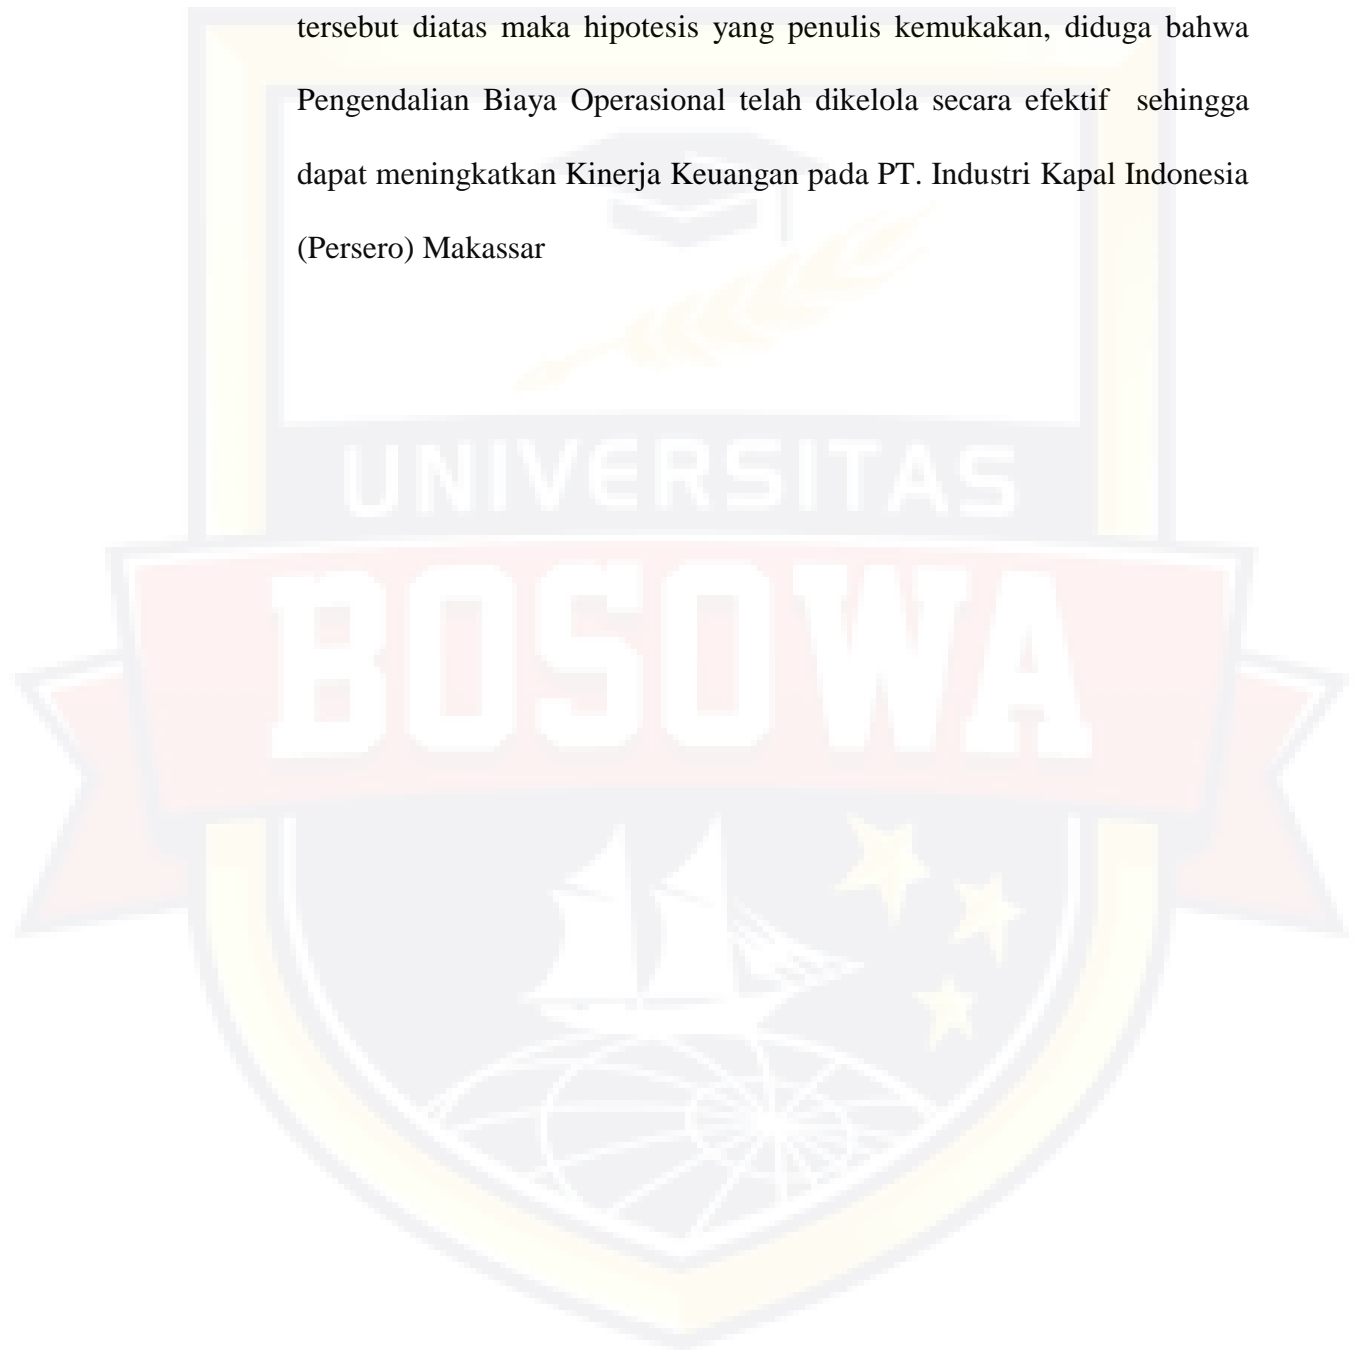 tersebut diatas maka hipotesis yang penulis kemukakan, diduga bahwa
Pengendalian Biaya Operasional telah dikelola secara efektif sehingga
dapat meningkatkan Kinerja Keuangan pada PT. Industri Kapal Indonesia
(Persero) Makassar
UNIVERSITAS
BOSOWA